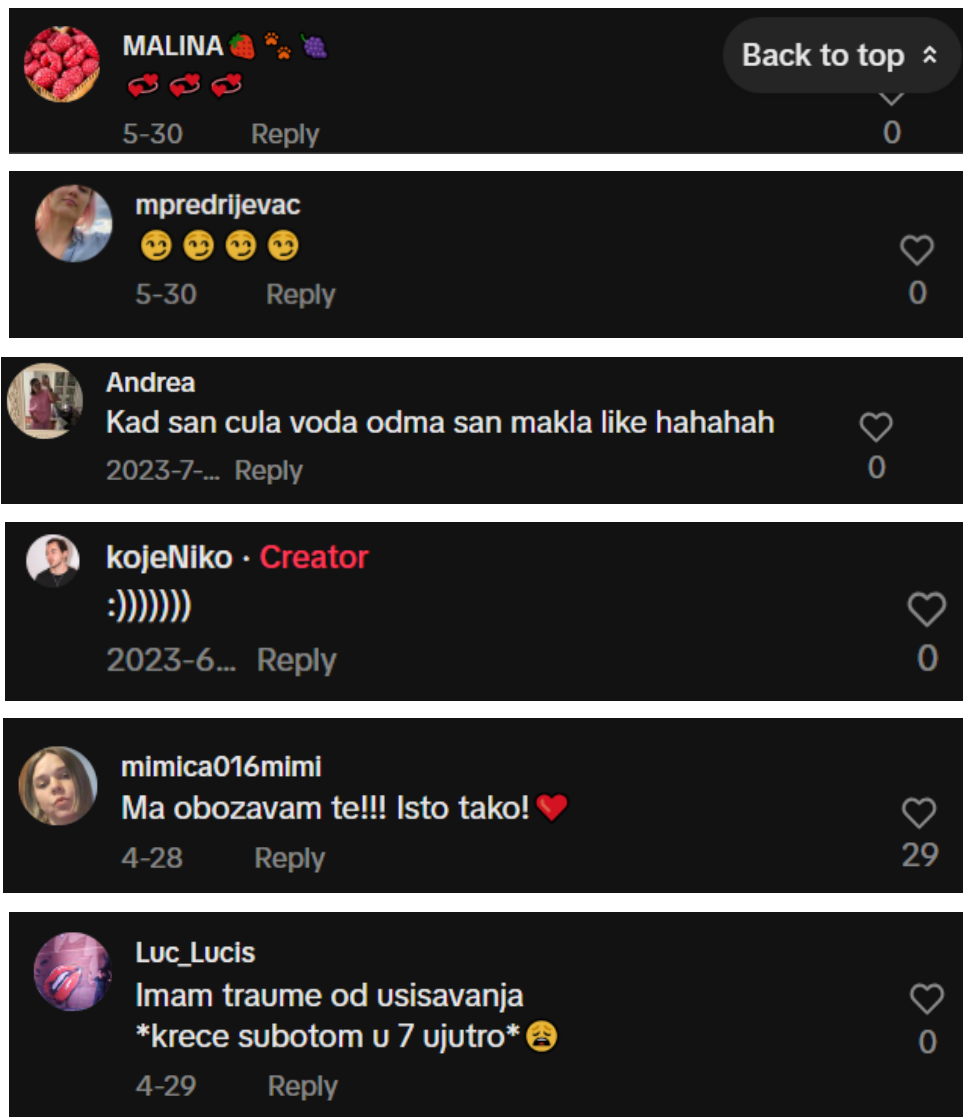 MALINA🍓🐾🍇
💞💞💞
5-30 Reply
Back to top
0
mpredrijevac
😏😏😏😏
5-30 Reply
0
Andrea
Kad san cula voda odma san makla like hahahah
2023-7-... Reply
0
kojeNiko · Creator
:)))))))
2023-6... Reply
0
mimica016mimi
Ma obozavam te!!! Isto tako!❤️
4-28 Reply
29
Luc_Lucis
Imam traume od usisavanja
*krece subotom u 7 ujutro*😩
4-29 Reply
0